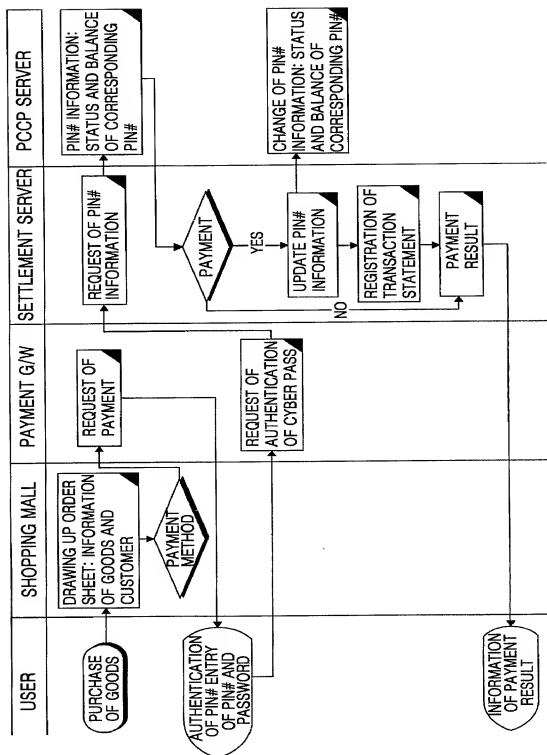 USER
SHOPPING MALL
PAYMENT G/W
SETTLEMENT SERVER
PCCP SERVER
PURCHASE
OF GOODS
DRAWING UP ORDER
SHEET: INFORMATION
OF GOODS AND
CUSTOMER
PAYMENT
METHOD
REQUEST OF
PAYMENT
AUTHENTICATION
OF PIN# ENTRY
OF PIN# AND
PASSWORD
REQUEST OF
AUTHENTICATION
OF CYBER PASS
REQUEST OF PIN#
INFORMATION
PIN# INFORMATION:
STATUS AND BALANCE
OF CORRESPONDING
PIN#
PAYMENT
YES
NO
UPDATE PIN#
INFORMATION
CHANGE OF PIN#
INFORMATION: STATUS
AND BALANCE OF
CORRESPONDING PIN#
REGISTRATION OF
TRANSACTION
STATEMENT
PAYMENT
RESULT
INFORMATION
OF PAYMENT
RESULT